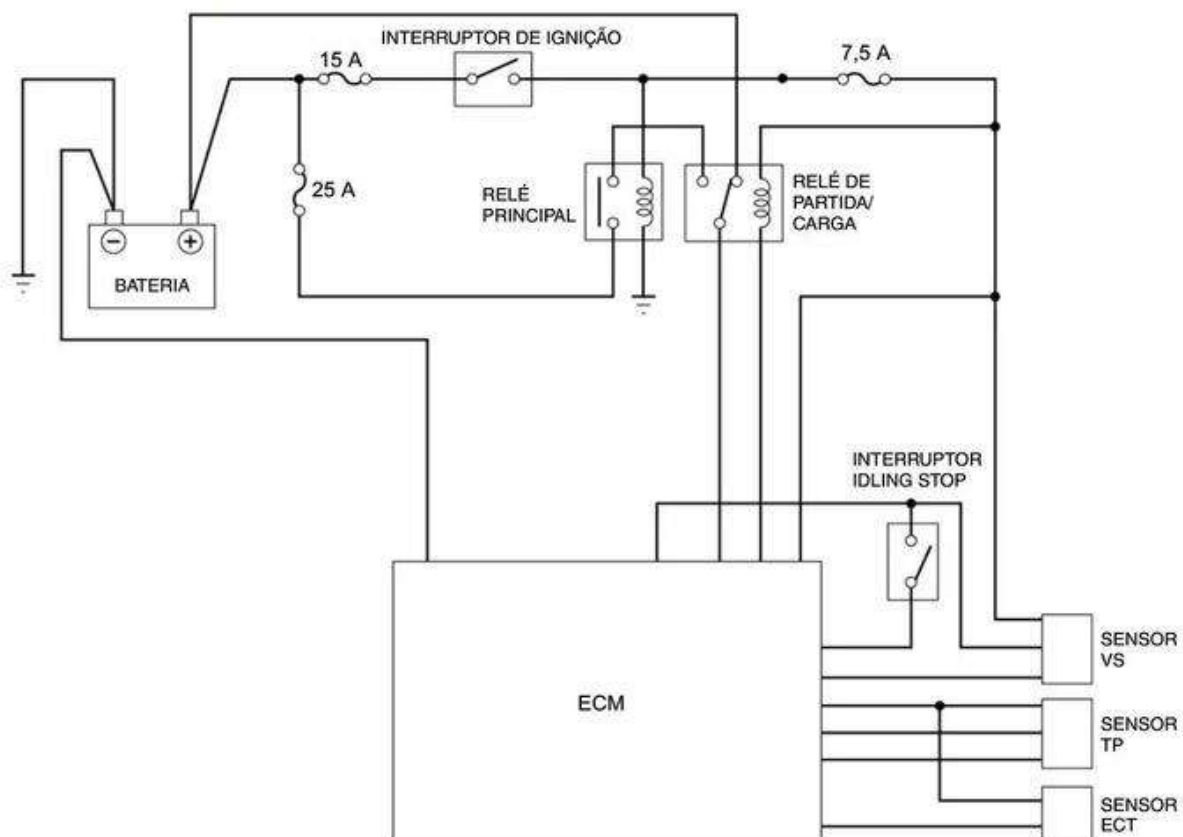 INTERRUPTOR DE IGNIÇÃO
15 A
7,5 A
25 A
RELÉ
PRINCIPAL
RELÉ DE
PARTIDA/
CARGA
−
+
BATERIA
INTERRUPTOR
IDLING STOP
SENSOR
VS
ECM
SENSOR
TP
SENSOR
ECT